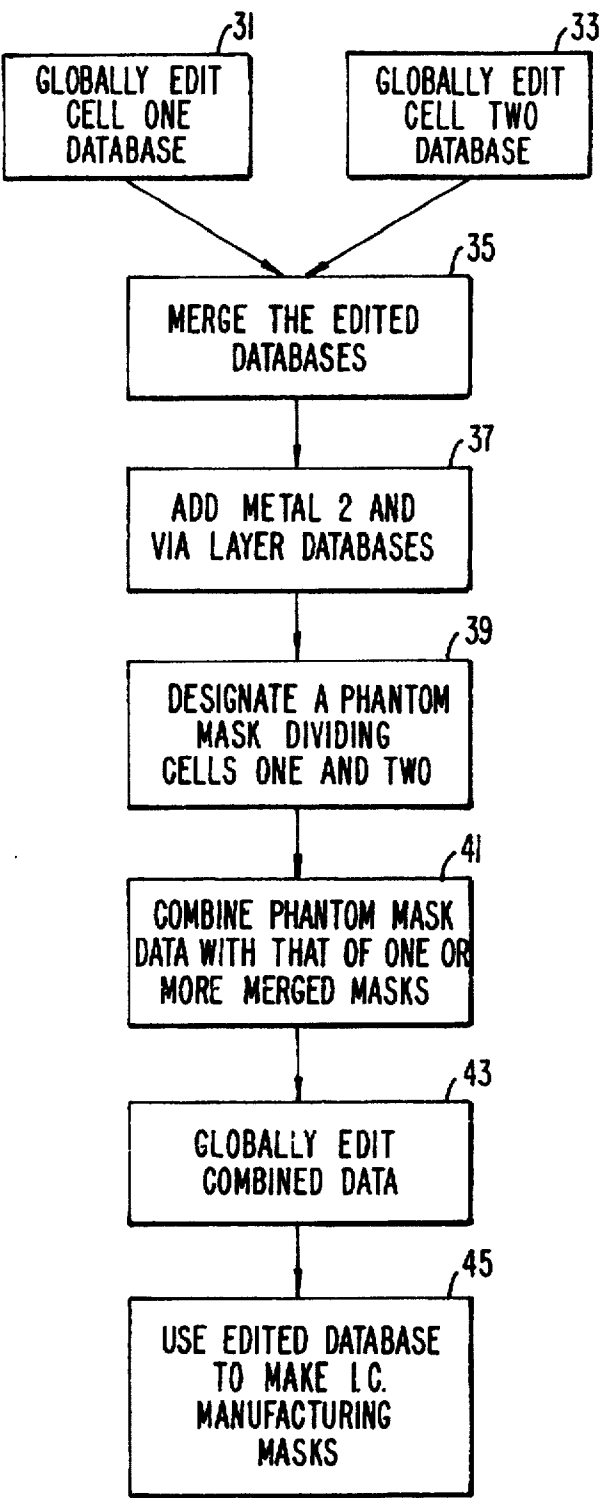 31
GLOBALLY EDIT
CELL ONE
DATABASE
33
GLOBALLY EDIT
CELL TWO
DATABASE
35
MERGE THE EDITED
DATABASES
37
ADD METAL 2 AND
VIA LAYER DATABASES
39
DESIGNATE A PHANTOM
MASK DIVIDING
CELLS ONE AND TWO
41
COMBINE PHANTOM MASK
DATA WITH THAT OF ONE OR
MORE MERGED MASKS
43
GLOBALLY EDIT
COMBINED DATA
45
USE EDITED DATABASE
TO MAKE I.C.
MANUFACTURING
MASKS